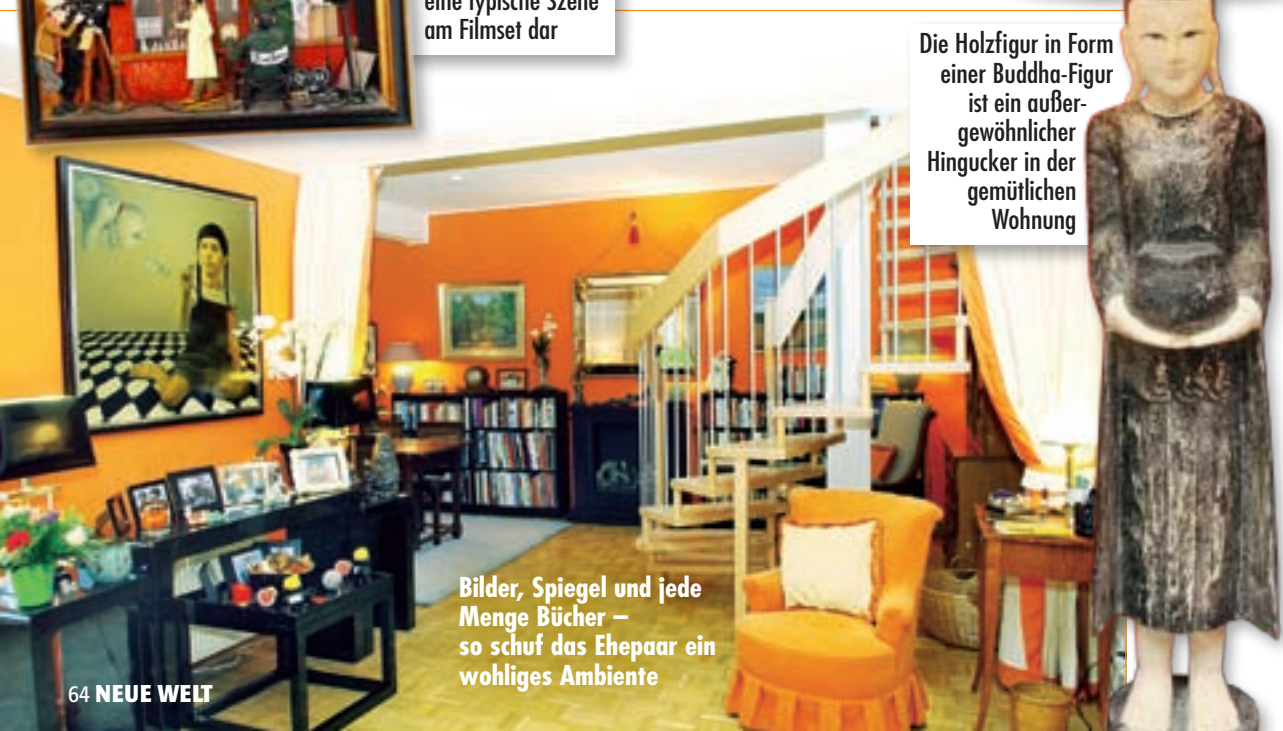 eine typische Szene
am Filmset dar
Die Holzfigur in Form
einer Buddha-Figur
ist ein außer-
gewöhnlicher
Hingucker in der
gemütlichen
Wohnung
Bilder, Spiegel und jede
Menge Bücher –
so schuf das Ehepaar ein
wohliges Ambiente
64 NEUE WELT